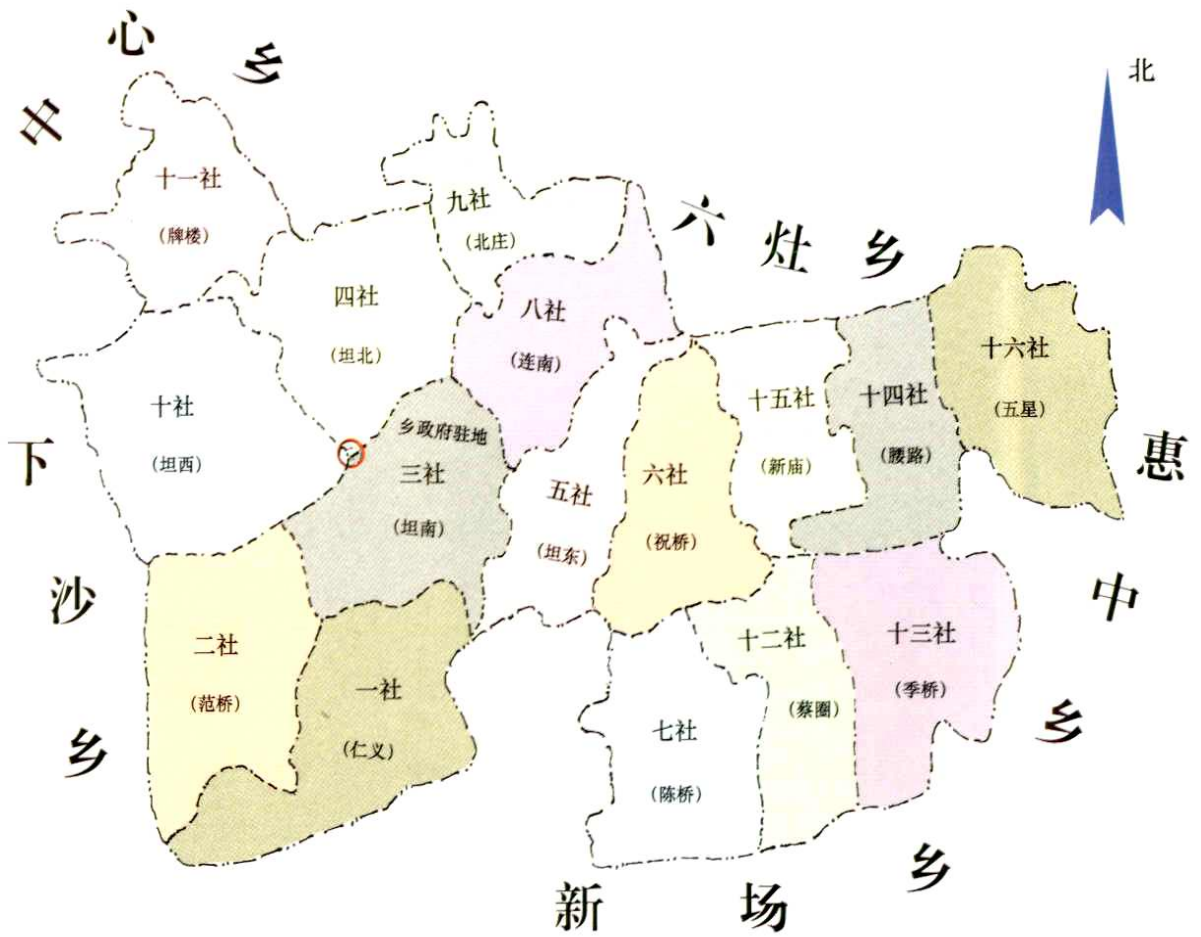 中心乡
北
六灶乡
十一社
(牌楼)
九社
(北庄)
四社
(坦北)
八社
(连南)
十六社
(五星)
十社
(坦西)
乡政府驻地
三社
(坦南)
五社
(坦东)
六社
(祝桥)
十五社
(新庙)
十四社
(腰路)
下沙乡
惠中乡
二社
(范桥)
一社
(仁义)
七社
(陈桥)
十二社
(蔡圈)
十三社
(季桥)
新场乡